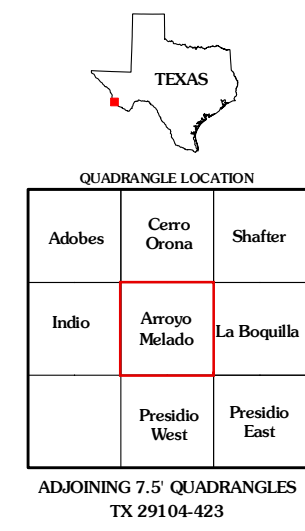 TEXAS
QUADRANGLE LOCATION
Adobes
Cerro
Orona
Shafter
Indio
Arroyo
Melado
La Boquilla
Presidio
West
Presidio
East
ADJOINING 7.5' QUADRANGLES
TX 29104-423